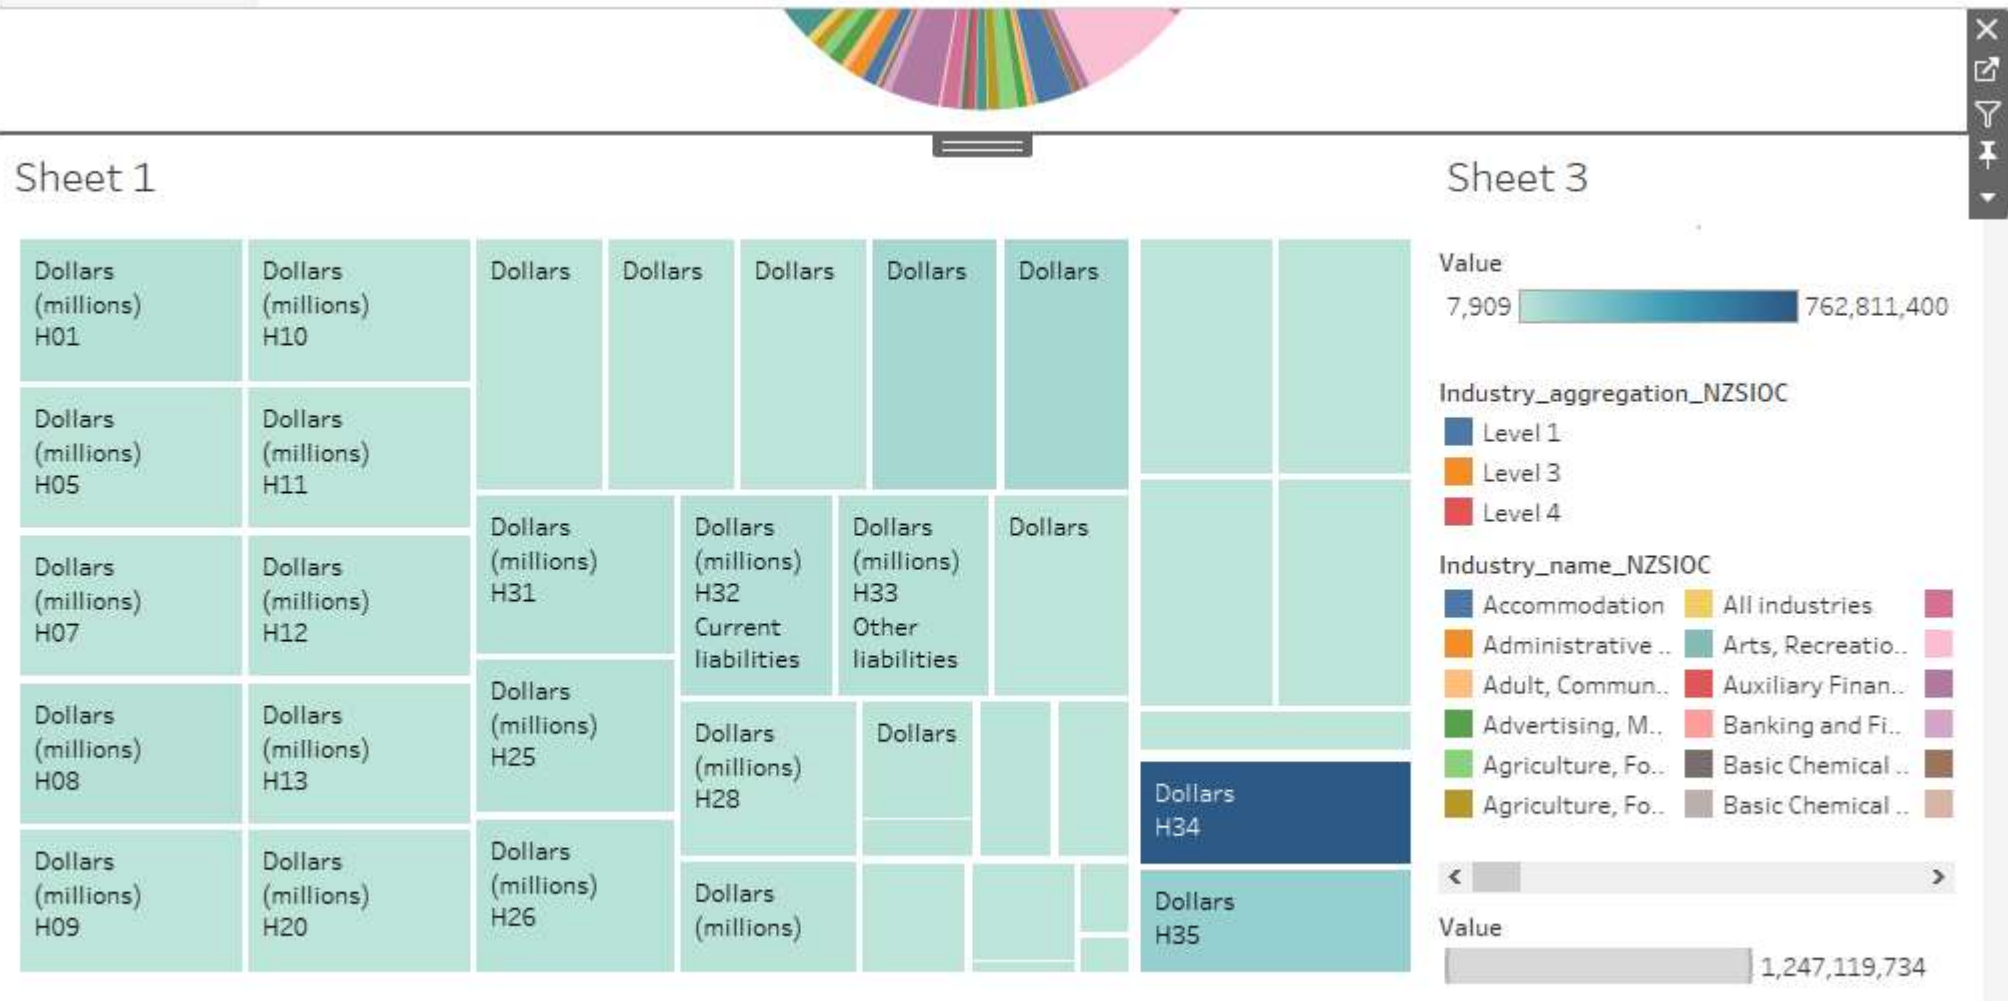 Sheet 1
Dollars
(millions)
H01
Dollars
(millions)
H05
Dollars
(millions)
H07
Dollars
(millions)
H08
Dollars
(millions)
H09
Dollars
(millions)
H10
Dollars
(millions)
H11
Dollars
(millions)
H12
Dollars
(millions)
H13
Dollars
(millions)
H20
Dollars
Dollars
Dollars
Dollars
Dollars
Dollars
(millions)
H31
Dollars
(millions)
H25
Dollars
(millions)
H26
Dollars
(millions)
H32
Current
liabilities
Dollars
(millions)
H33
Other
liabilities
Dollars
Dollars
(millions)
H28
Dollars
Dollars
(millions)
Dollars
H34
Dollars
H35
Sheet 3
Value
7,909 762,811,400
Industry_aggregation_NZSIOC
Level 1
Level 3
Level 4
Industry_name_NZSIOC
Accommodation All industries
Administrative .. Arts, Recreatio..
Adult, Commun.. Auxiliary Finan..
Advertising, M.. Banking and Fi..
Agriculture, Fo.. Basic Chemical ..
Agriculture, Fo.. Basic Chemical ..
Value
1,247,119,734